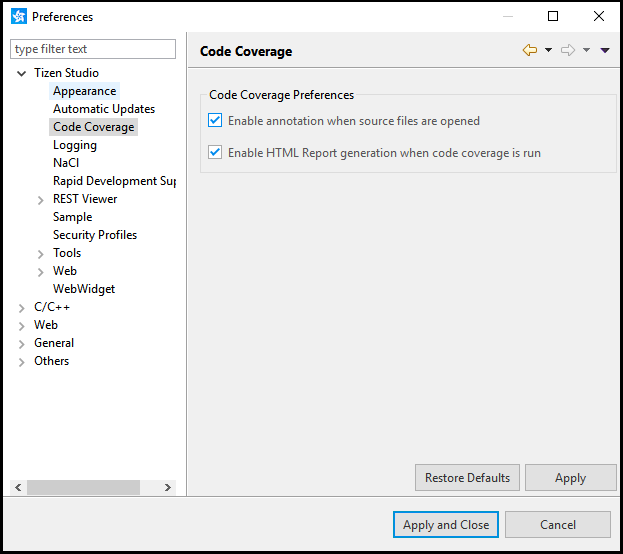 Preferences
type filter text
Tizen Studio
Appearance
Automatic Updates
Code Coverage
Logging
NaCl
Rapid Development Sup
REST Viewer
Sample
Security Profiles
Tools
Web
WebWidget
C/C++
Web
General
Others
Code Coverage
Code Coverage Preferences
Enable annotation when source files are opened
Enable HTML Report generation when code coverage is run
Restore Defaults
Apply
Apply and Close
Cancel